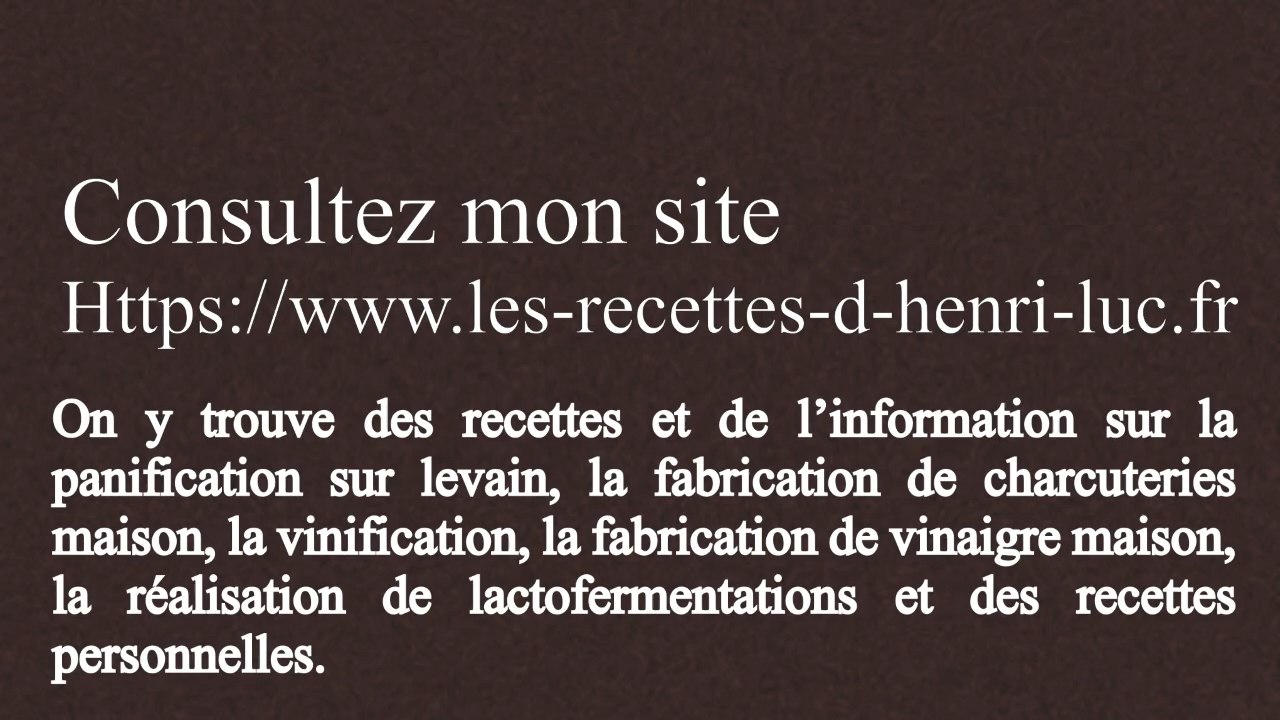 Consultez mon site
Https://www.les-recettes-d-henri-luc.fr
On y trouve des recettes et de l’information sur la
panification sur levain, la fabrication de charcuteries
maison, la vinification, la fabrication de vinaigre maison,
la réalisation de lactofermentations et des recettes
personnelles.